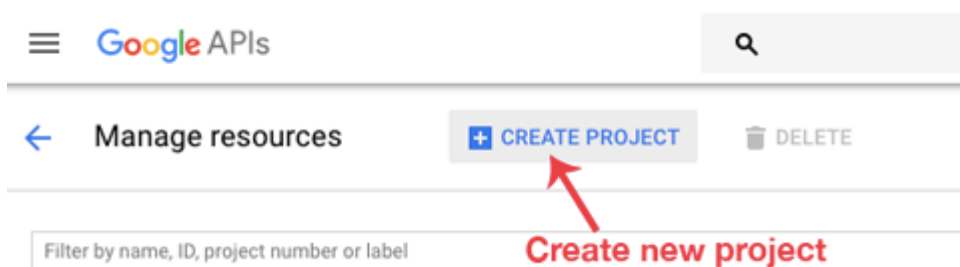 Google APIs
Manage resources
CREATE PROJECT
DELETE
Filter by name, ID, project number or label
Create new project